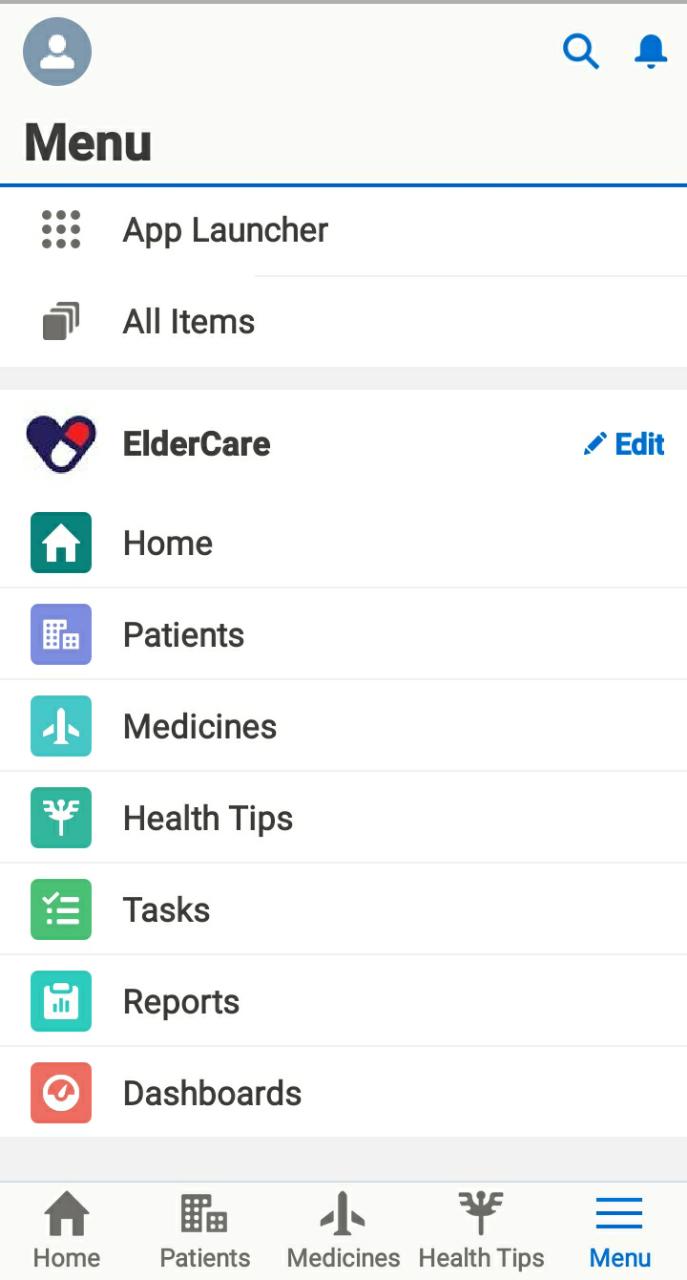 Menu
App Launcher
All Items
ElderCare
Edit
Home
Patients
Medicines
Health Tips
Tasks
Reports
Dashboards
Home
Patients
Medicines
Health Tips
Menu